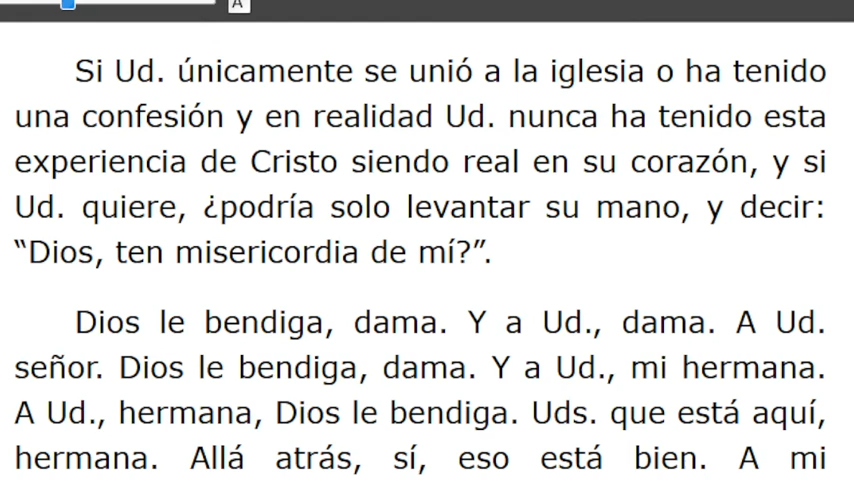 A
Si Ud. únicamente se unió a la iglesia o ha tenido
una confesión y en realidad Ud. nunca ha tenido esta
experiencia de Cristo siendo real en su corazón, y si
Ud. quiere, ¿podría solo levantar su mano, y decir:
“Dios, ten misericordia de mí?”.
Dios le bendiga, dama. Y a Ud., dama. A Ud.
señor. Dios le bendiga, dama. Y a Ud., mi hermana.
A Ud., hermana, Dios le bendiga. Uds. que está aquí,
hermana. Allá atrás, sí, eso está bien. A mi